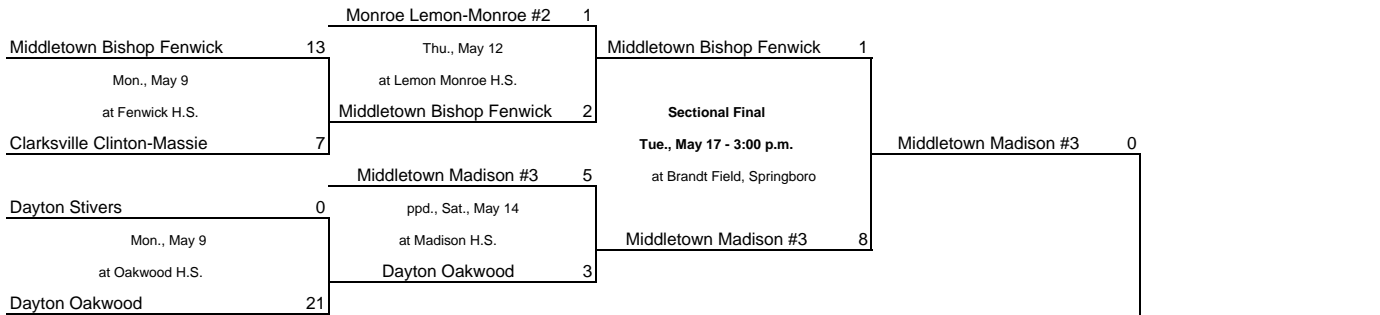 Monroe Lemon-Monroe #2 1
Middletown Bishop Fenwick 13 Thu., May 12 Middletown Bishop Fenwick 1
Mon., May 9 at Lemon Monroe H.S.
at Fenwick H.S. Middletown Bishop Fenwick 2 Sectional Final
Clarksville Clinton-Massie 7 Tue., May 17 - 3:00 p.m. Middletown Madison #3 0
Middletown Madison #3 5 at Brandt Field, Springboro
Dayton Stivers 0 ppd., Sat., May 14
Mon., May 9 at Madison H.S. Middletown Madison #3 8
at Oakwood H.S. Dayton Oakwood 3
Dayton Oakwood 21